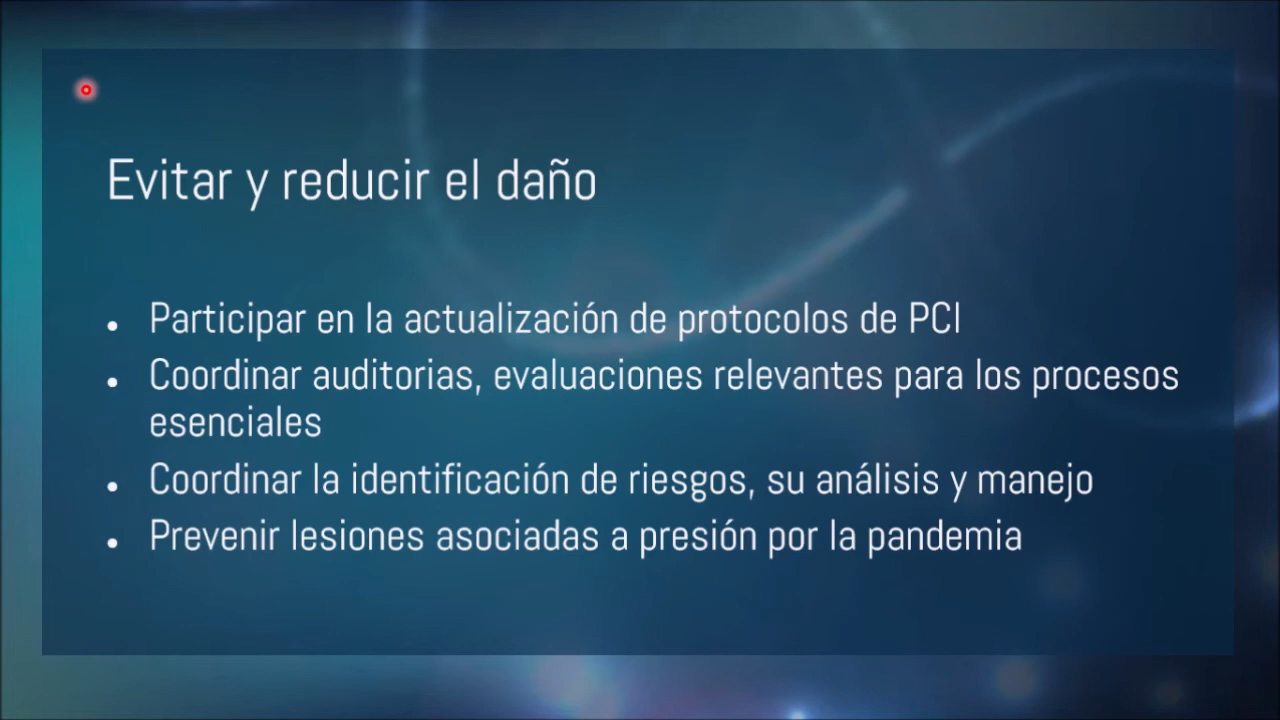 Evitar y reducir el daño
• Participar en la actualización de protocolos de PCI
• Coordinar auditorias, evaluaciones relevantes para los procesos
esenciales
• Coordinar la identificación de riesgos, su análisis y manejo
• Prevenir lesiones asociadas a presión por la pandemia